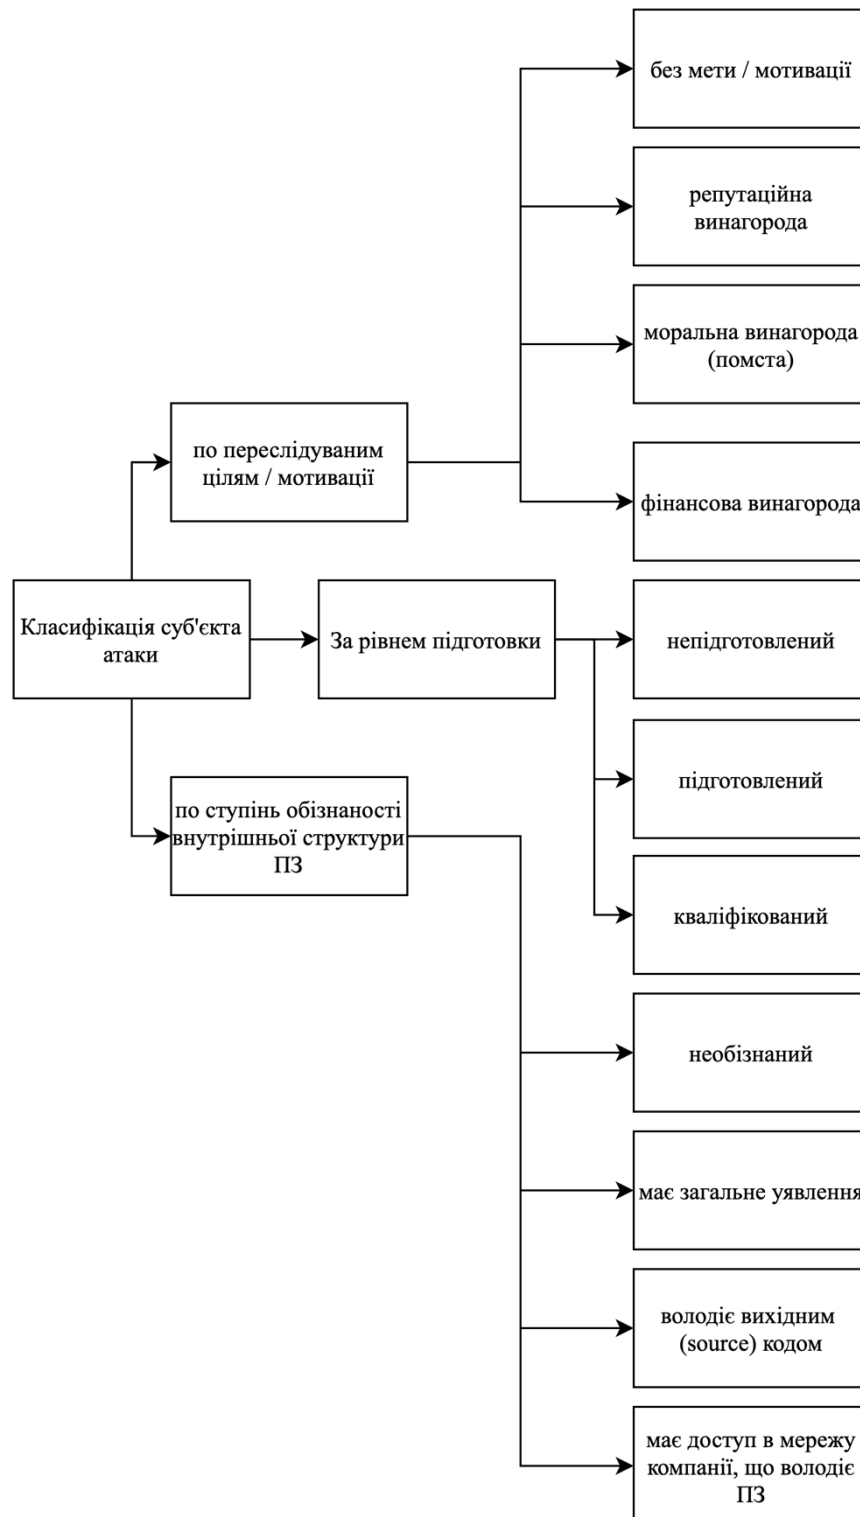 без мети / мотивації
репутаційна
винагорода
моральна винагорода
(помста)
по переслідуваним
цілям / мотивації
фінансова винагорода
Класифікація суб'єкта
атаки
За рівнем підготовки
непідготовлений
підготовлений
по ступінь обізнаності
внутрішньої структури
ПЗ
кваліфікований
необізнаний
має загальне уявлення
володіє вихідним
(source) кодом
має доступ в мережу
компанії, що володіє
ПЗ